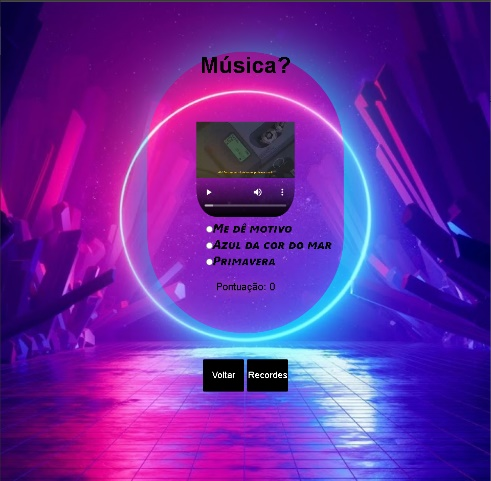 Música?
Me dê motivo
Azul da cor do mar
Primavera
Pontuação: 0
Voltar
Recordes